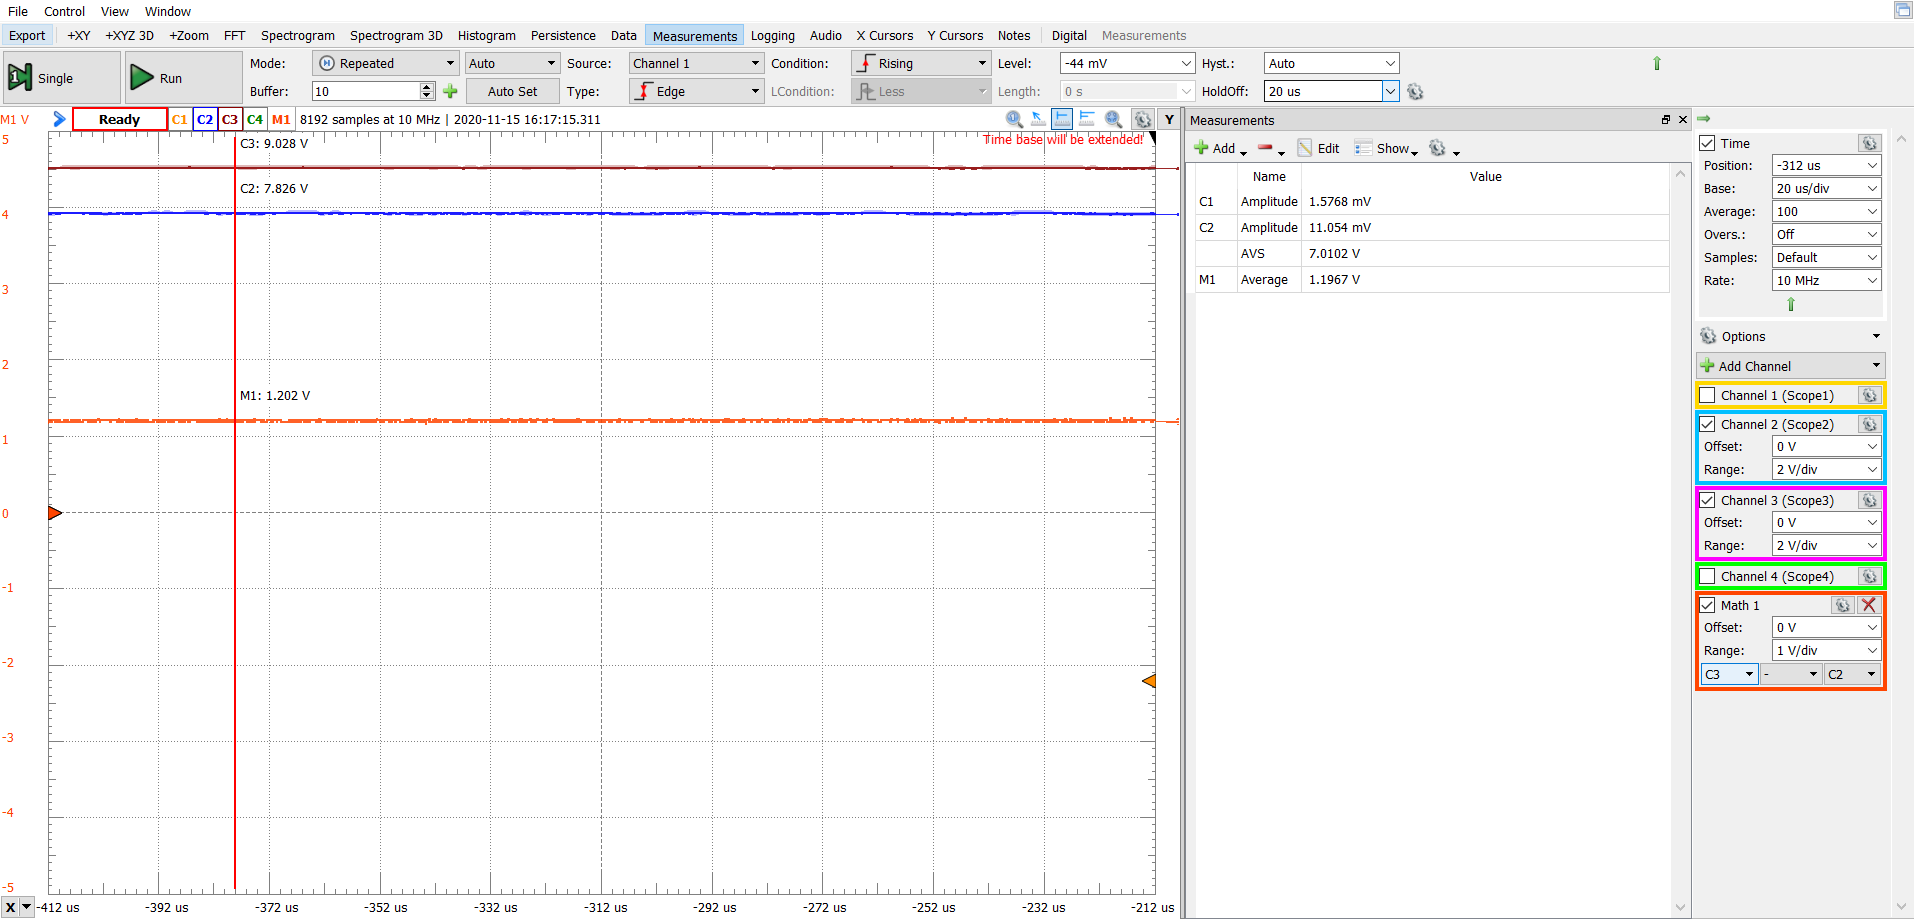 File Control View Window
Export +XY +XYZ 3D +Zoom FFT Spectrogram Spectrogram 3D Histogram Persistence Data Measurements Logging Audio X Cursors Y Cursors Notes Digital Measurements
Single Run Mode: Repeated Auto Source: Channel 1 Condition: Rising Level: -44 mV Hyst.: Auto
Buffer: 10 Auto Set Type: Edge LCondition: Less Length: 0 s HoldOff: 20 us
M1 V Ready C1 C2 C3 C4 M1 8192 samples at 10 MHz | 2020-11-15 16:17:15.311 Y
Time base will be extended!
C3: 9.028 V
C2: 7.826 V
M1: 1.202 V
5
4
3
2
1
0
-1
-2
-3
-4
-5
X -412 us -392 us -372 us -352 us -332 us -312 us -292 us -272 us -252 us -232 us -212 us
Measurements
Add Edit Show
Name Value
C1 Amplitude 1.5768 mV
C2 Amplitude 11.054 mV
AVS 7.0102 V
M1 Average 1.1967 V
Time
Position: -312 us
Base: 20 us/div
Average: 100
Overs.: Off
Samples: Default
Rate: 10 MHz
Options
Add Channel
Channel 1 (Scope1)
Channel 2 (Scope2)
Offset: 0 V
Range: 2 V/div
Channel 3 (Scope3)
Offset: 0 V
Range: 2 V/div
Channel 4 (Scope4)
Math 1
Offset: 0 V
Range: 1 V/div
C3 - C2